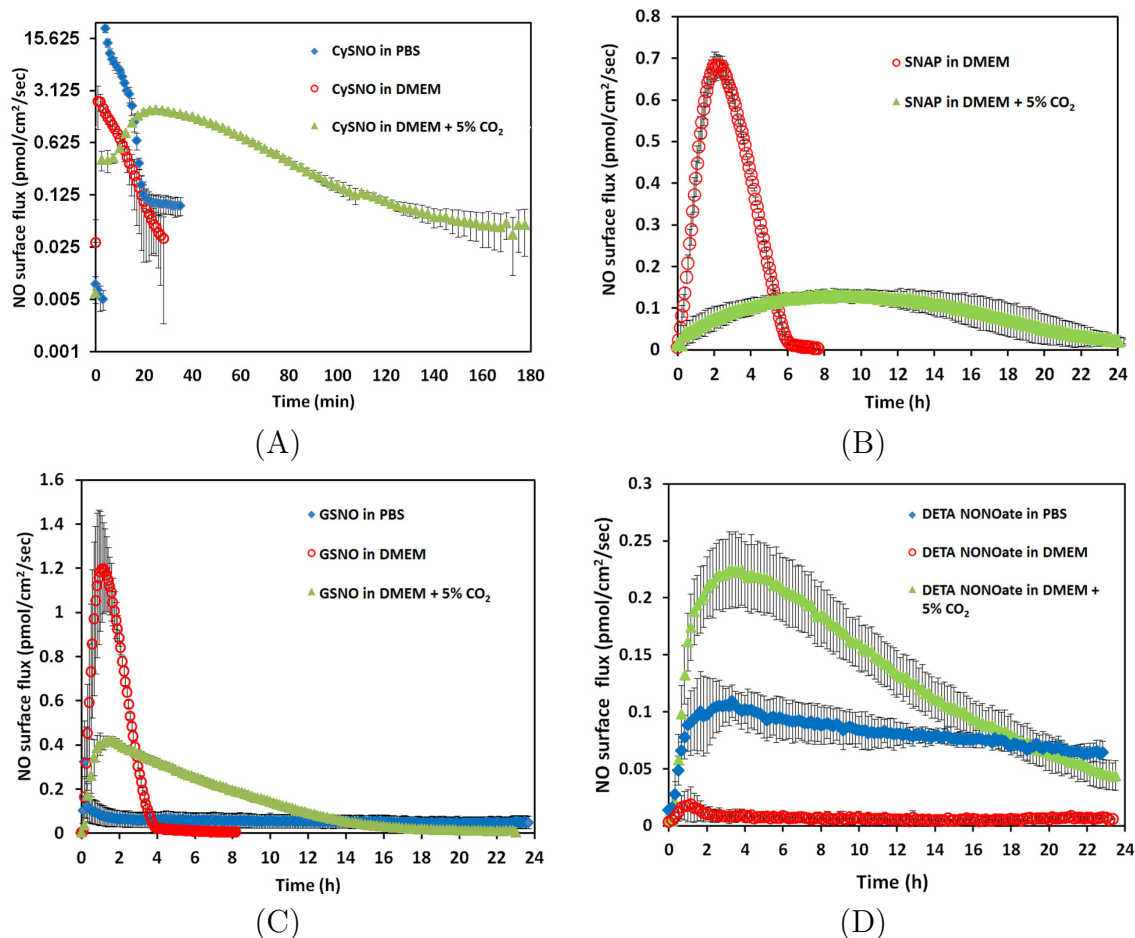 NO surface flux (pmol/cm²/sec)
15.625
3.125
0.625
0.125
0.025
0.005
0.001
CySNO in PBS
CySNO in DMEM
CySNO in DMEM + 5% CO₂
0 20 40 60 80 100 120 140 160 180
Time (min)
(A)
NO surface flux (pmol/cm²/sec)
0.8
0.7
0.6
0.5
0.4
0.3
0.2
0.1
0
SNAP in DMEM
SNAP in DMEM + 5% CO₂
0 2 4 6 8 10 12 14 16 18 20 22 24
Time (h)
(B)
NO surface flux (pmol/cm²/sec)
1.6
1.4
1.2
1
0.8
0.6
0.4
0.2
0
GSNO in PBS
GSNO in DMEM
GSNO in DMEM + 5% CO₂
0 2 4 6 8 10 12 14 16 18 20 22 24
Time (h)
(C)
NO surface flux (pmol/cm²/sec)
0.3
0.25
0.2
0.15
0.1
0.05
0
DETA NONOate in PBS
DETA NONOate in DMEM
DETA NONOate in DMEM +
5% CO₂
0 2 4 6 8 10 12 14 16 18 20 22 24
Time (h)
(D)